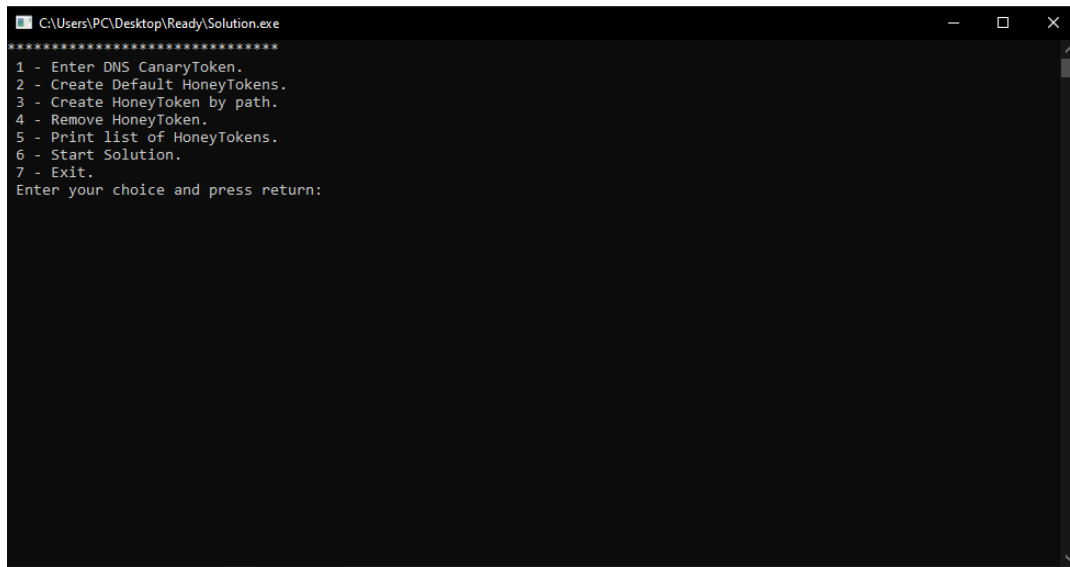 C:\Users\PC\Desktop\Ready\Solution.exe
*******************************
1 - Enter DNS CanaryToken.
2 - Create Default HoneyTokens.
3 - Create HoneyToken by path.
4 - Remove HoneyToken.
5 - Print list of HoneyTokens.
6 - Start Solution.
7 - Exit.
Enter your choice and press return: